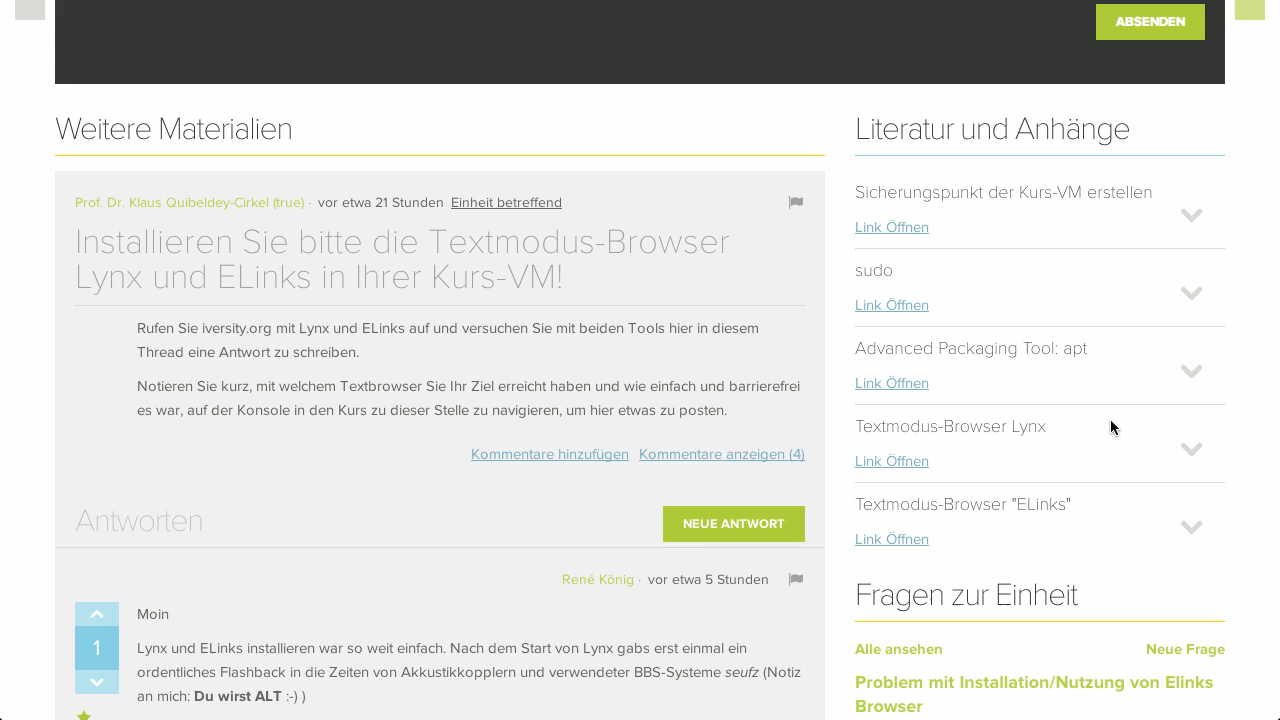 ABSENDEN
Weitere Materialien
Prof. Dr. Klaus Quibeldey-Cirkel (true) · vor etwa 21 Stunden Einheit betreffend
Installieren Sie bitte die Textmodus-Browser
Lynx und ELinks in Ihrer Kurs-VM!
Rufen Sie iversity.org mit Lynx und ELinks auf und versuchen Sie mit beiden Tools hier in diesem
Thread eine Antwort zu schreiben.
Notieren Sie kurz, mit welchem Textbrowser Sie Ihr Ziel erreicht haben und wie einfach und barrierefrei
es war, auf der Konsole in den Kurs zu dieser Stelle zu navigieren, um hier etwas zu posten.
Kommentare hinzufügen Kommentare anzeigen (4)
Antworten
NEUE ANTWORT
René König · vor etwa 5 Stunden
1
Moin
Lynx und ELinks installieren war so weit einfach. Nach dem Start von Lynx gabs erst einmal ein
ordentliches Flashback in die Zeiten von Akkustikkopplern und verwendeter BBS-Systeme seufz (Notiz
an mich: Du wirst ALT :-) )
Literatur und Anhänge
Sicherungspunkt der Kurs-VM erstellen
Link Öffnen
sudo
Link Öffnen
Advanced Packaging Tool: apt
Link Öffnen
Textmodus-Browser Lynx
Link Öffnen
Textmodus-Browser "ELinks"
Link Öffnen
Fragen zur Einheit
Alle ansehen Neue Frage
Problem mit Installation/Nutzung von Elinks
Browser